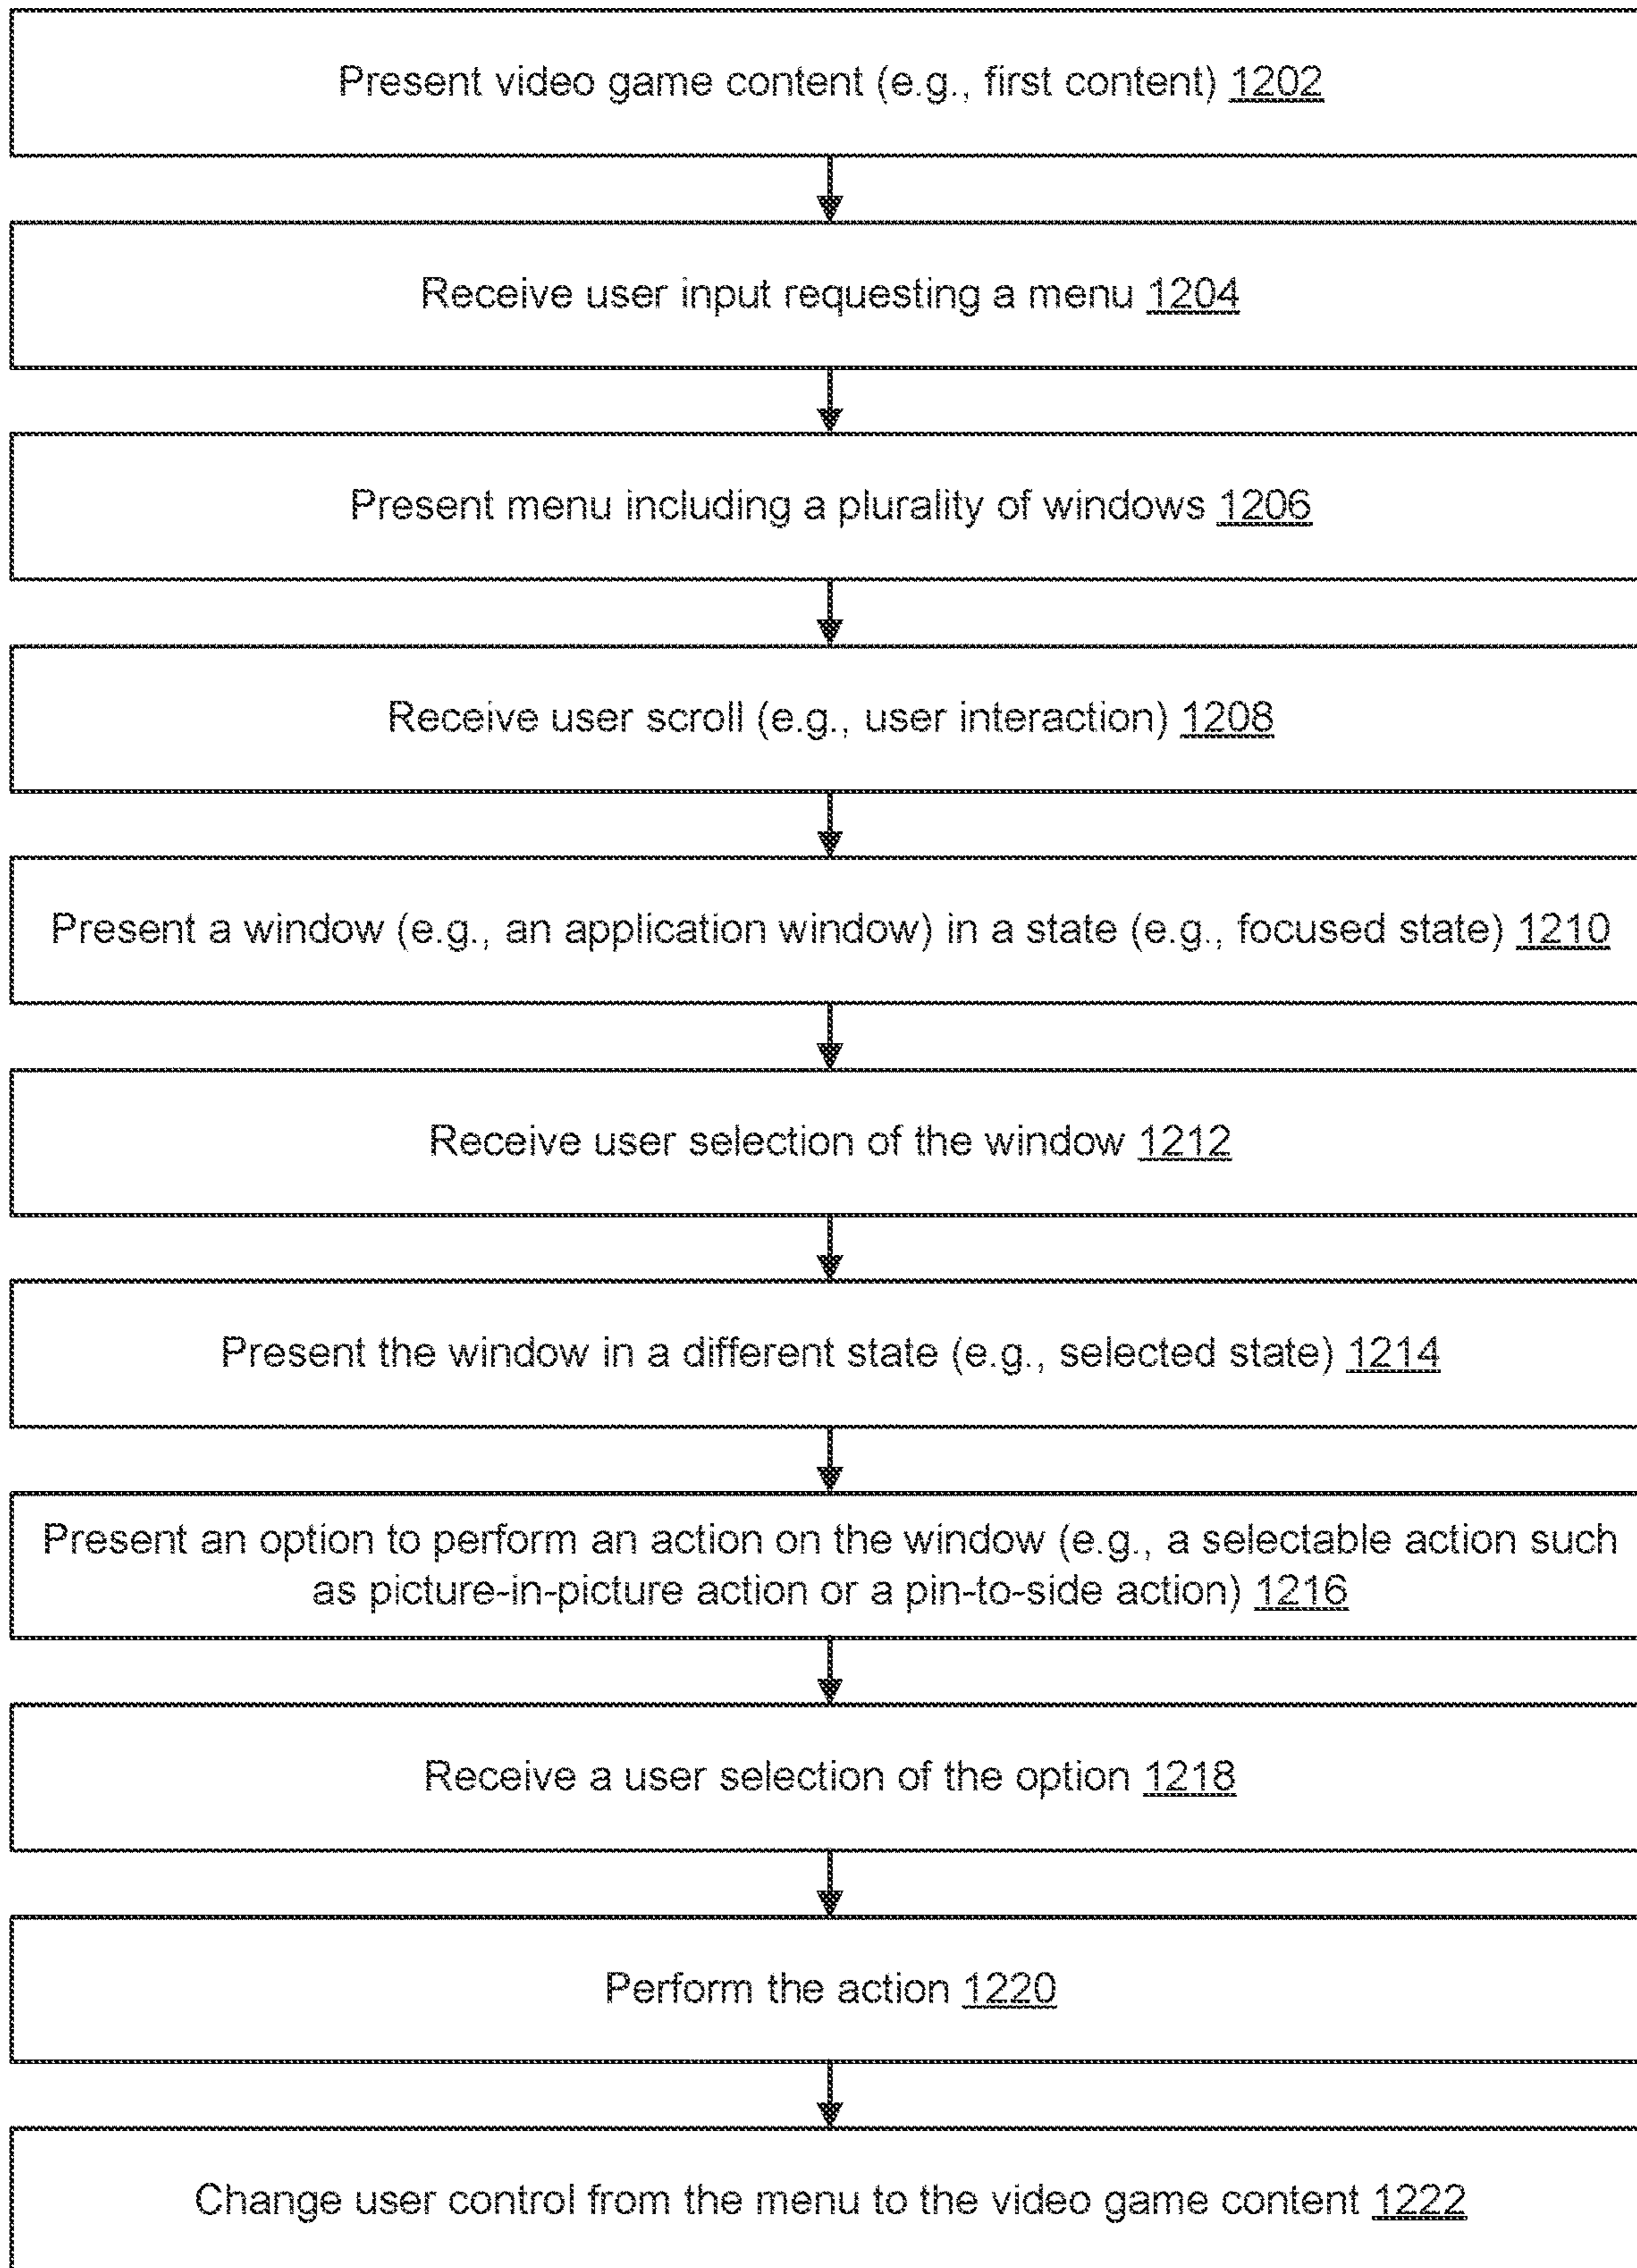 Present video game content (e.g., first content) 1202
Receive user input requesting a menu 1204
Present menu including a plurality of windows 1206
Receive user scroll (e.g., user interaction) 1208
Present a window (e.g., an application window) in a state (e.g., focused state) 1210
Receive user selection of the window 1212
Present the window in a different state (e.g., selected state) 1214
Present an option to perform an action on the window (e.g., a selectable action such
as picture-in-picture action or a pin-to-side action) 1216
Receive a user selection of the option 1218
Perform the action 1220
Change user control from the menu to the video game content 1222